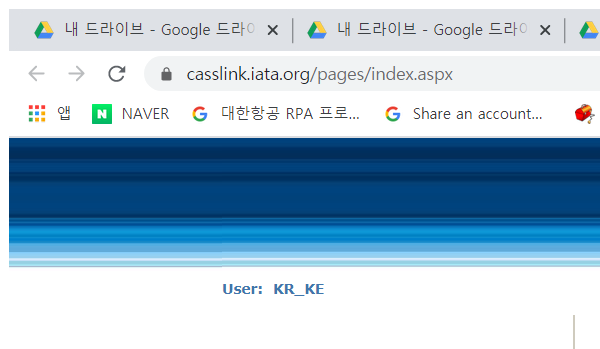 내 드라이브 - Google 드라이 내 드라이브 - Google 드라이
casslink.iata.org/pages/index.aspx
앱 NAVER 대한항공 RPA 프로... Share an account...
User: KR_KE